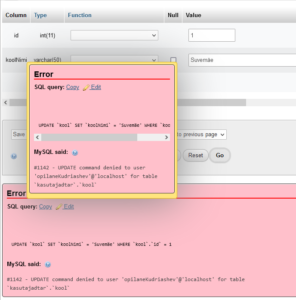 Column Type Function Null Value
id int(11) 1
koolNimi varchar(50) Suvemäe
Error
SQL query: Copy Edit
UPDATE `kool` SET `koolNimi` = 'Suvemäe' WHERE `koo
MySQL said:
#1142 - UPDATE command denied to user
'opilaneKudriashev'@'localhost' for table
`kasutajadtar`.`kool`
Save
to previous page
Reset Go
Error
SQL query: Copy Edit
UPDATE `kool` SET `koolNimi` = 'Suvemäe' WHERE `kool`.`id` = 1
MySQL said:
#1142 - UPDATE command denied to user 'opilaneKudriashev'@'localhost' for table
`kasutajadtar`.`kool`